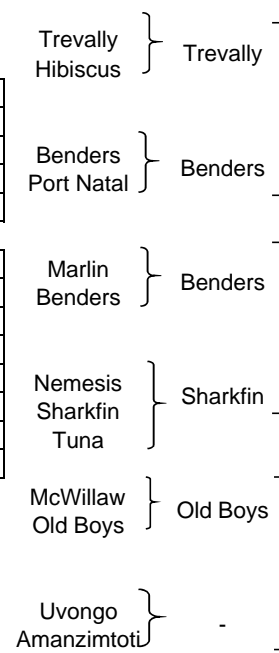 Trevally
Hibiscus
Trevally
Benders
Port Natal
Benders
Marlin
Benders
Benders
Nemesis
Sharkfin
Tuna
Sharkfin
McWillaw
Old Boys
Old Boys
Uvongo
Amanzimtoti
-